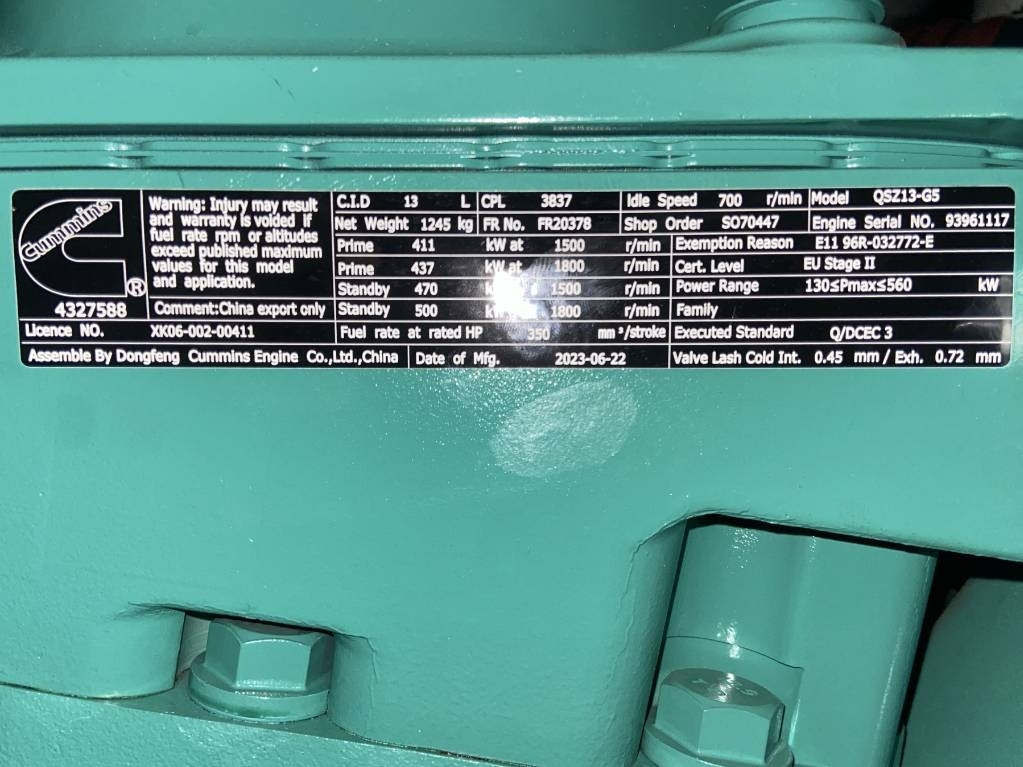 Cummins
®
4327588
Warning: Injury may result
and warranty is voided if
fuel rate rpm or altitudes
exceed published maximum
values for this model
and application.
Comment:China export only
C.I.D 13 L CPL 3837 Idle Speed 700 r/min Model QSZ13-G5
Net Weight 1245 kg FR No. FR20378 Shop Order SO70447 Engine Serial NO. 93961117
Prime 411 kW at 1500 r/min Exemption Reason E11 96R-032772-E
Prime 437 kW at 1800 r/min Cert. Level EU Stage II
Standby 470 kW at 1500 r/min Power Range 130≤Pmax≤560 kW
Standby 500 kW at 1800 r/min Family
Licence NO. XK06-002-00411 Fuel rate at rated HP 350 mm³/stroke Executed Standard Q/DCEC 3
Assemble By Dongfeng Cummins Engine Co.,Ltd.,China Date of Mfg. 2023-06-22 Valve Lash Cold Int. 0.45 mm / Exh. 0.72 mm